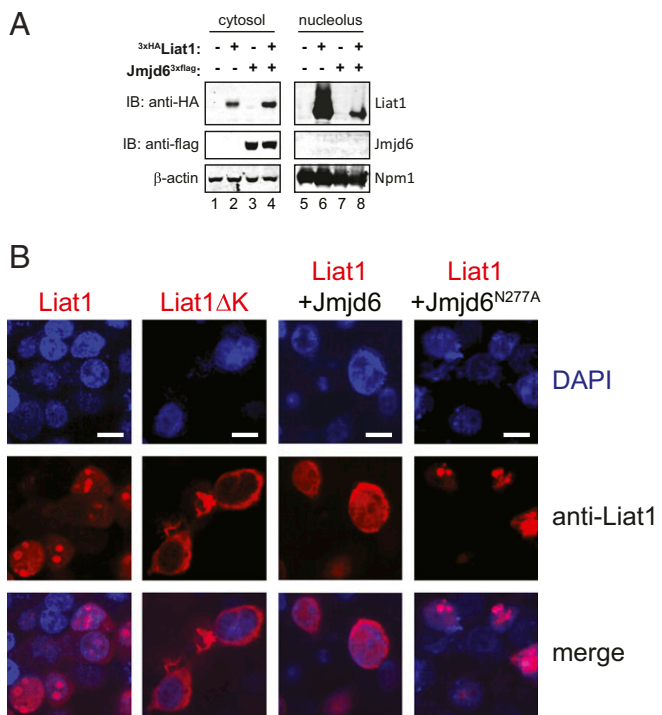 A
cytosol nucleolus
³ˣᴴᴬLiat1: - + - + - + - +
Jmjd6³ˣᶠˡᵃᵍ: - - + + - - + +
IB: anti-HA Liat1
IB: anti-flag Jmjd6
β-actin Npm1
1 2 3 4 5 6 7 8
B
Liat1 Liat1ΔK Liat1 +Jmjd6 Liat1 +Jmjd6ᴺ²⁷⁷ᴬ
DAPI
anti-Liat1
merge